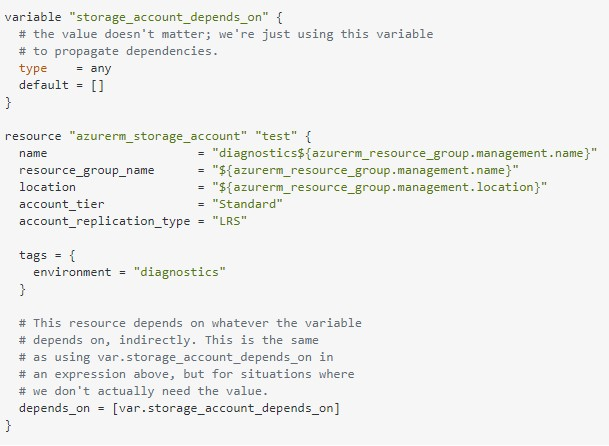 variable "storage_account_depends_on" {
  # the value doesn't matter; we're just using this variable
  # to propagate dependencies.
  type    = any
  default = []
}

resource "azurerm_storage_account" "test" {
  name                     = "diagnostics${azurerm_resource_group.management.name}"
  resource_group_name      = "${azurerm_resource_group.management.name}"
  location                 = "${azurerm_resource_group.management.location}"
  account_tier             = "Standard"
  account_replication_type = "LRS"

  tags = {
    environment = "diagnostics"
  }

  # This resource depends on whatever the variable
  # depends on, indirectly. This is the same
  # as using var.storage_account_depends_on in
  # an expression above, but for situations where
  # we don't actually need the value.
  depends_on = [var.storage_account_depends_on]
}